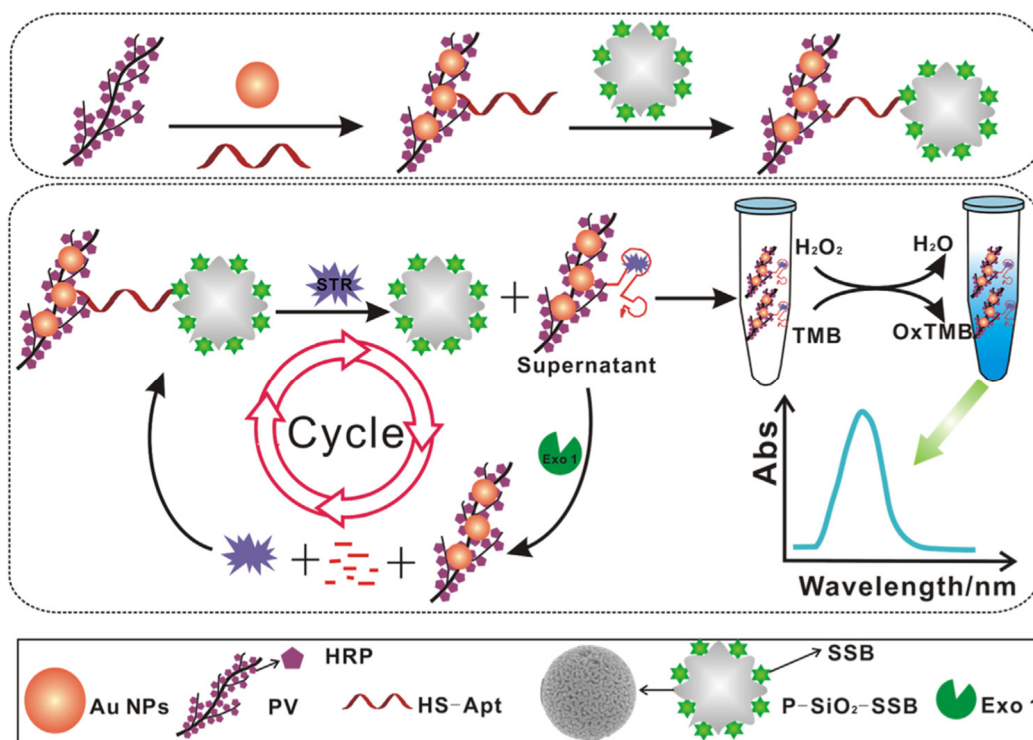 STR
Supernatant
Cycle
Exo 1
H₂O₂
H₂O
TMB
OxTMB
Abs
Wavelength/nm
Au NPs
PV
HRP
HS-Apt
P-SiO₂-SSB
SSB
Exo 1